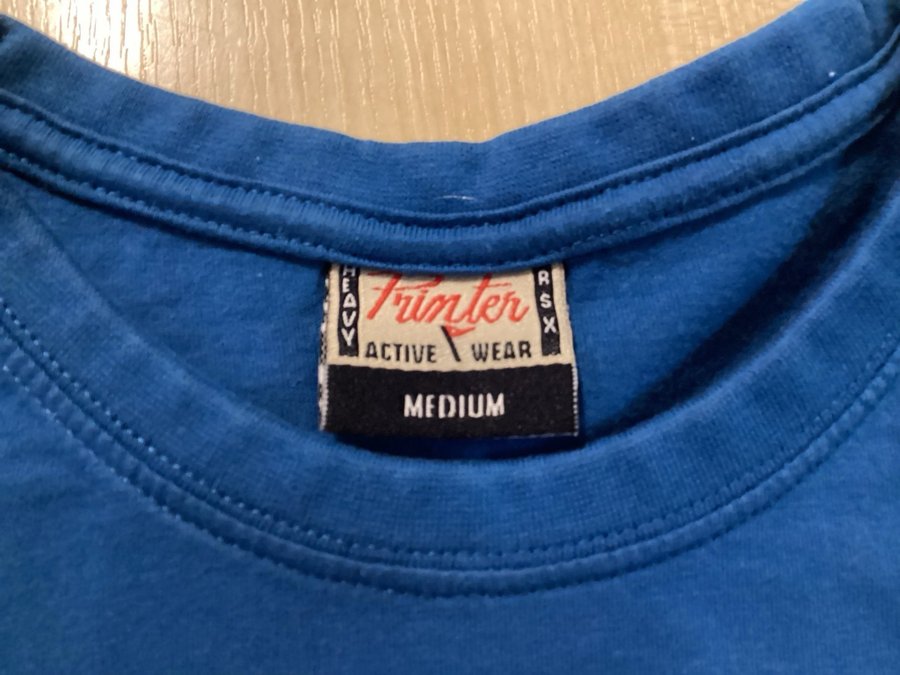 HEAVY
Printer
RSX
ACTIVE WEAR
MEDIUM